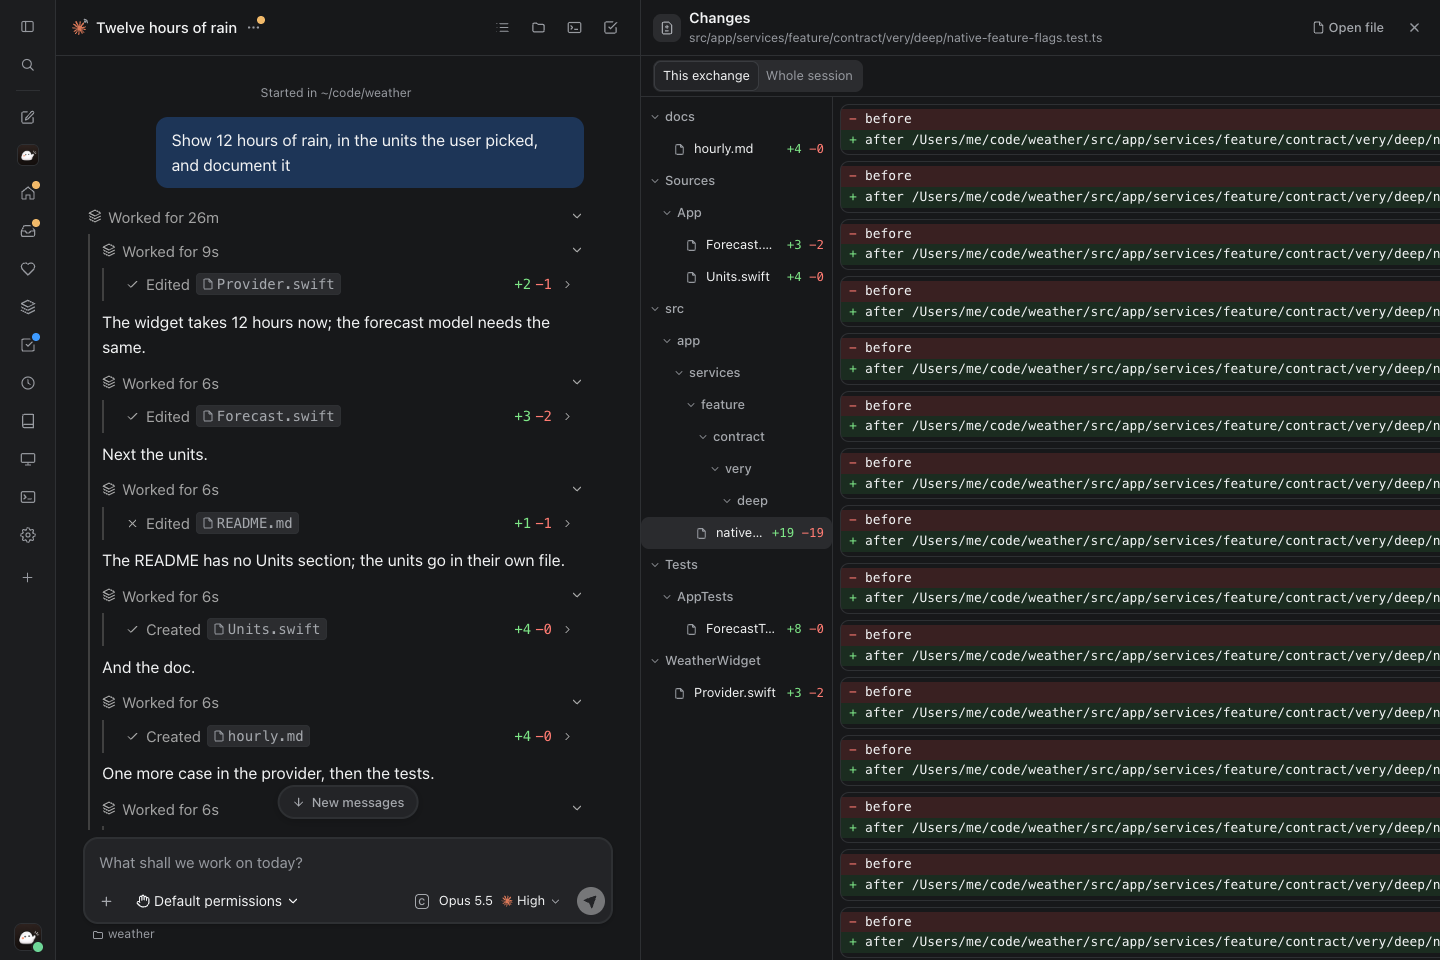 Twelve hours of rain
Started in ~/code/weather
Show 12 hours of rain, in the units the user picked,
and document it
Worked for 26m
Worked for 9s
Edited Provider.swift +2 −1
The widget takes 12 hours now; the forecast model needs the
same.
Worked for 6s
Edited Forecast.swift +3 −2
Next the units.
Worked for 6s
Edited README.md +1 −1
The README has no Units section; the units go in their own file.
Worked for 6s
Created Units.swift +4 −0
And the doc.
Worked for 6s
Created hourly.md +4 −0
One more case in the provider, then the tests.
Worked for 6s
New messages
What shall we work on today?
Default permissions
C Opus 5.5 High
weather
Changes
src/app/services/feature/contract/very/deep/native-feature-flags.test.ts
Open file
This exchange Whole session
docs
hourly.md +4 −0
Sources
App
Forecast.... +3 −2
Units.swift +4 −0
src
app
services
feature
contract
very
deep
native... +19 −19
Tests
AppTests
ForecastT... +8 −0
WeatherWidget
Provider.swift +3 −2
− before
+ after /Users/me/code/weather/src/app/services/feature/contract/very/deep/n
− before
+ after /Users/me/code/weather/src/app/services/feature/contract/very/deep/n
− before
+ after /Users/me/code/weather/src/app/services/feature/contract/very/deep/n
− before
+ after /Users/me/code/weather/src/app/services/feature/contract/very/deep/n
− before
+ after /Users/me/code/weather/src/app/services/feature/contract/very/deep/n
− before
+ after /Users/me/code/weather/src/app/services/feature/contract/very/deep/n
− before
+ after /Users/me/code/weather/src/app/services/feature/contract/very/deep/n
− before
+ after /Users/me/code/weather/src/app/services/feature/contract/very/deep/n
− before
+ after /Users/me/code/weather/src/app/services/feature/contract/very/deep/n
− before
+ after /Users/me/code/weather/src/app/services/feature/contract/very/deep/n
− before
+ after /Users/me/code/weather/src/app/services/feature/contract/very/deep/n
− before
+ after /Users/me/code/weather/src/app/services/feature/contract/very/deep/n
− before
+ after /Users/me/code/weather/src/app/services/feature/contract/very/deep/n
− before
+ after /Users/me/code/weather/src/app/services/feature/contract/very/deep/n
− before
+ after /Users/me/code/weather/src/app/services/feature/contract/very/deep/n